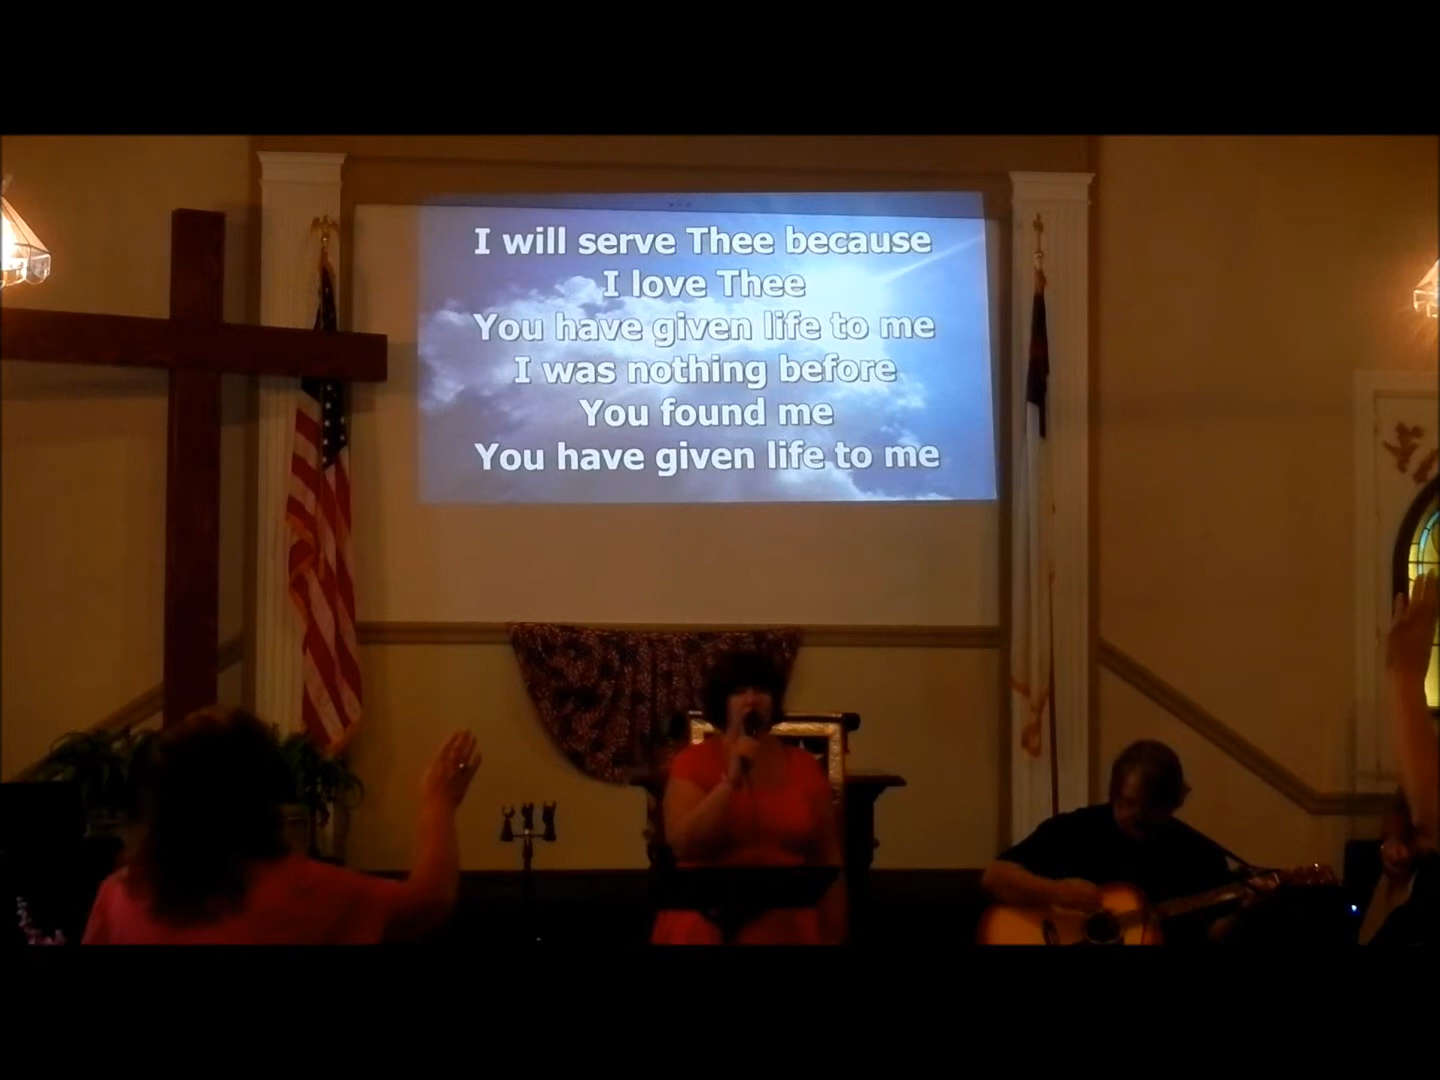 I will serve Thee because
I love Thee
You have given life to me
I was nothing before
You found me
You have given life to me